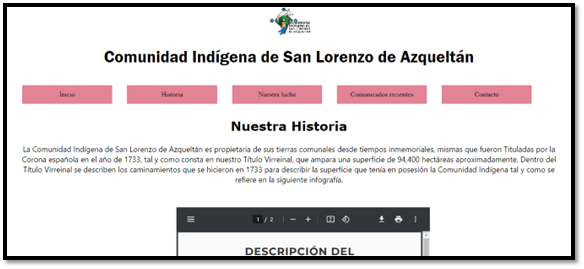 Comunidad Indígena de San Lorenzo de Azqueltán
Inicio
Historia
Nuestra lucha
Comunicados recientes
Contacto
Nuestra Historia
La Comunidad Indígena de San Lorenzo de Azqueltán es propietaria de sus tierras comunales desde tiempos inmemoriales, mismas que fueron Tituladas por la
Corona española en el año de 1733, tal y como consta en nuestro Título Virreinal, que ampara una superficie de 94,400 hectáreas aproximadamente. Dentro del
Título Virreinal se describen los caminamientos que se hicieron en 1733 para describir la superficie que tenía en posesión la Comunidad Indígena tal y como se
refiere en la siguiente infografía.
1 / 2
DESCRIPCIÓN DEL